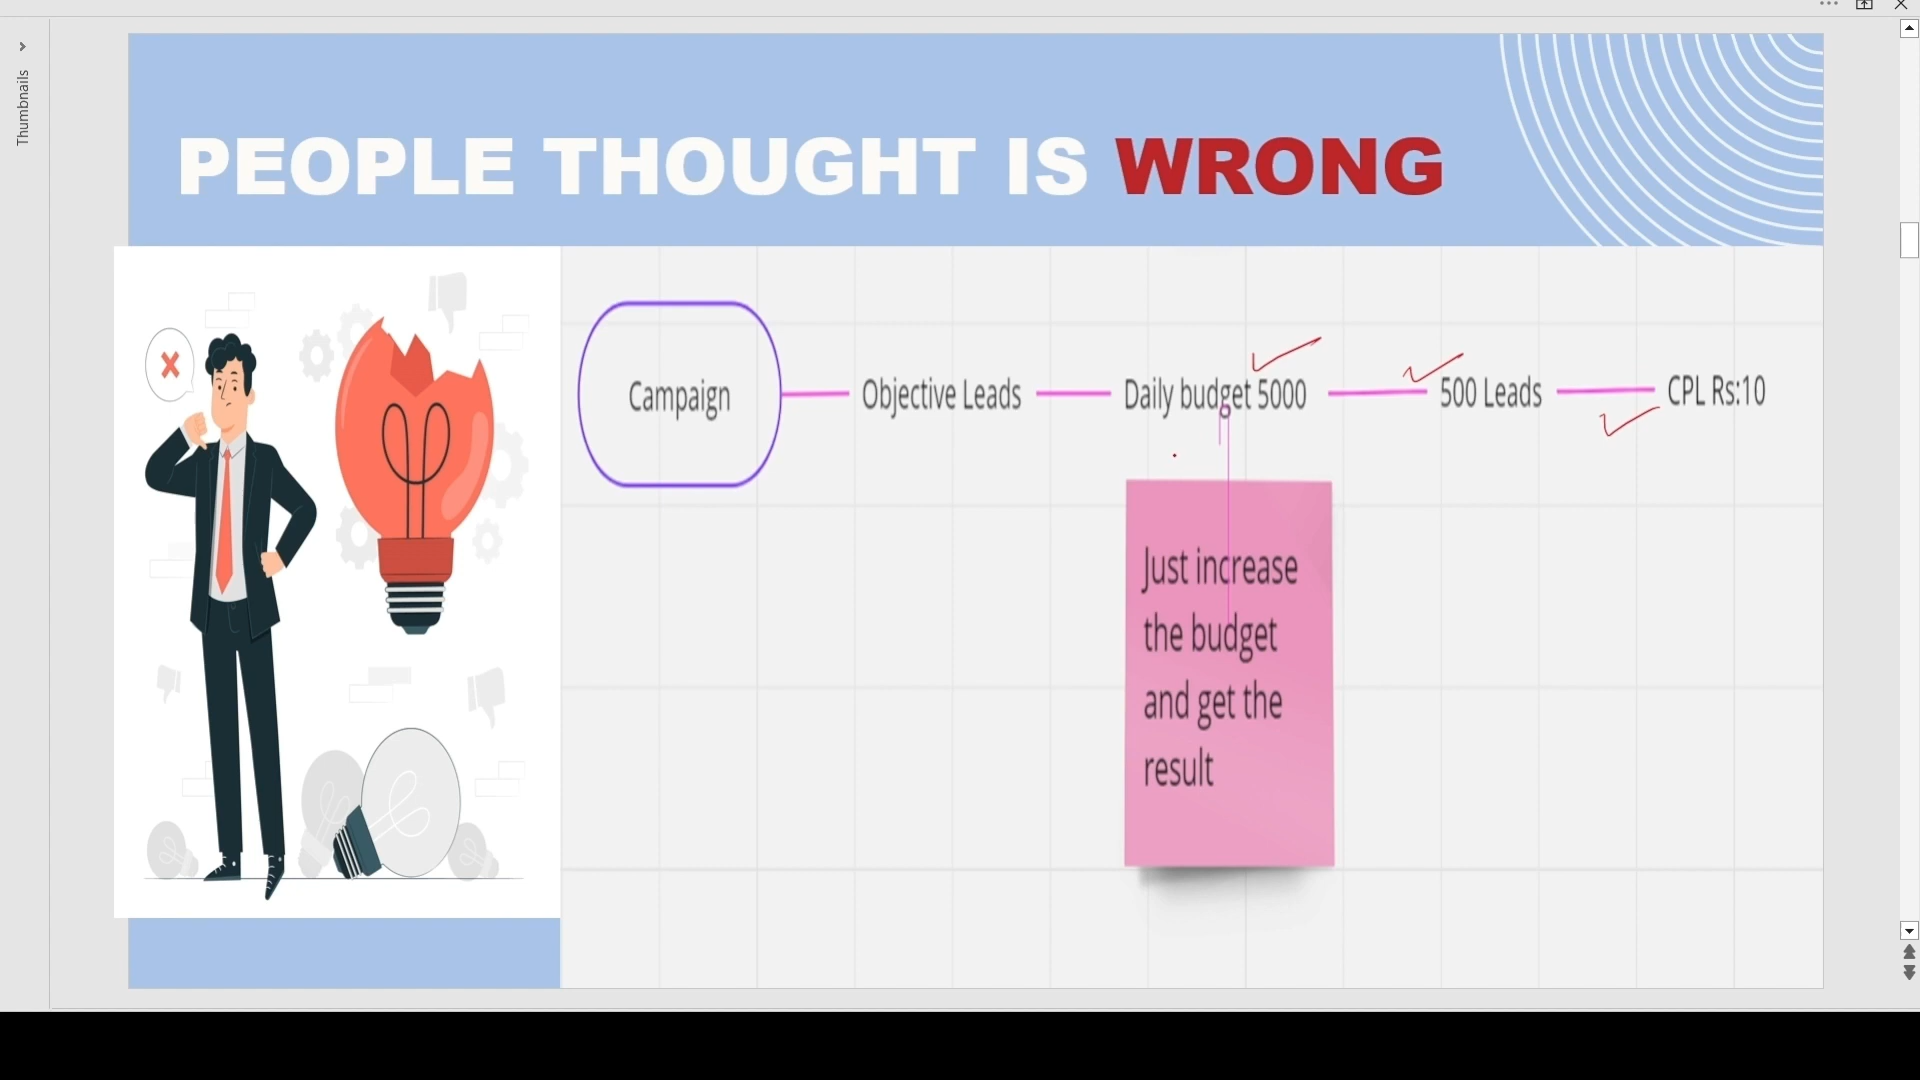 Thumbnails
PEOPLE THOUGHT IS WRONG
Campaign
Objective Leads
Daily budget 5000
500 Leads
CPL Rs:10
Just increase
the budget
and get the
result